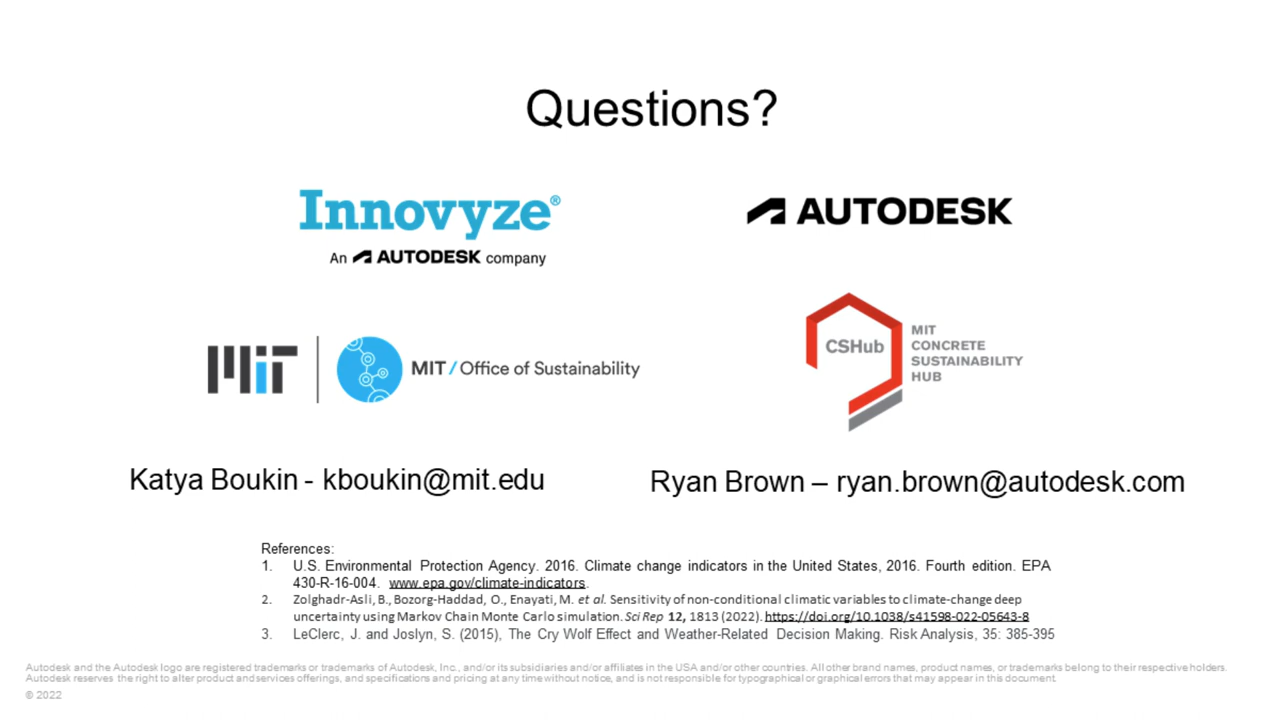 Questions?
Innovyze®
An AUTODESK company
AUTODESK
MIT
MIT / Office of Sustainability
CSHub
MIT
CONCRETE
SUSTAINABILITY
HUB
Katya Boukin - kboukin@mit.edu
Ryan Brown – ryan.brown@autodesk.com
References:
1. U.S. Environmental Protection Agency. 2016. Climate change indicators in the United States, 2016. Fourth edition. EPA
430-R-16-004. www.epa.gov/climate-indicators.
2. Zolghadr-Asli, B., Bozorg-Haddad, O., Enayati, M. et al. Sensitivity of non-conditional climatic variables to climate-change deep
uncertainty using Markov Chain Monte Carlo simulation. Sci Rep 12, 1813 (2022). https://doi.org/10.1038/s41598-022-05643-8
3. LeClerc, J. and Joslyn, S. (2015), The Cry Wolf Effect and Weather-Related Decision Making. Risk Analysis, 35: 385-395
Autodesk and the Autodesk logo are registered trademarks or trademarks of Autodesk, Inc., and/or its subsidiaries and/or affiliates in the USA and/or other countries. All other brand names, product names, or trademarks belong to their respective holders.
Autodesk reserves the right to alter product and services offerings, and specifications and pricing at any time without notice, and is not responsible for typographical or graphical errors that may appear in this document.
© 2022